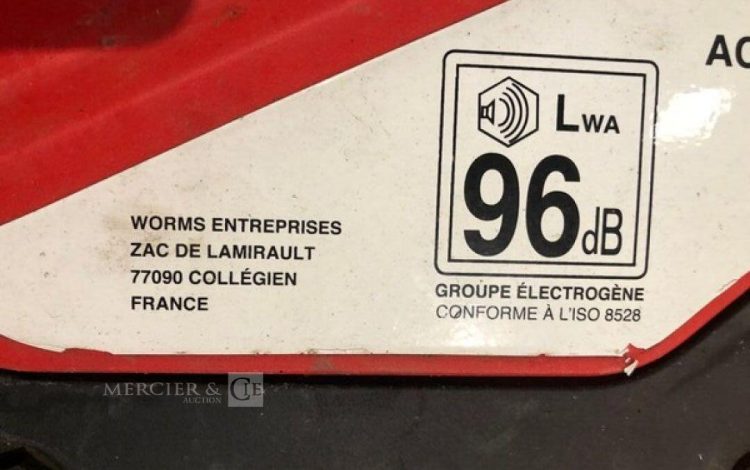 AC
LWA
96dB
WORMS ENTREPRISES
ZAC DE LAMIRAULT
77090 COLLÉGIEN
FRANCE
GROUPE ÉLECTROGÈNE
CONFORME À L'ISO 8528
MERCIER & CIE
AUCTION